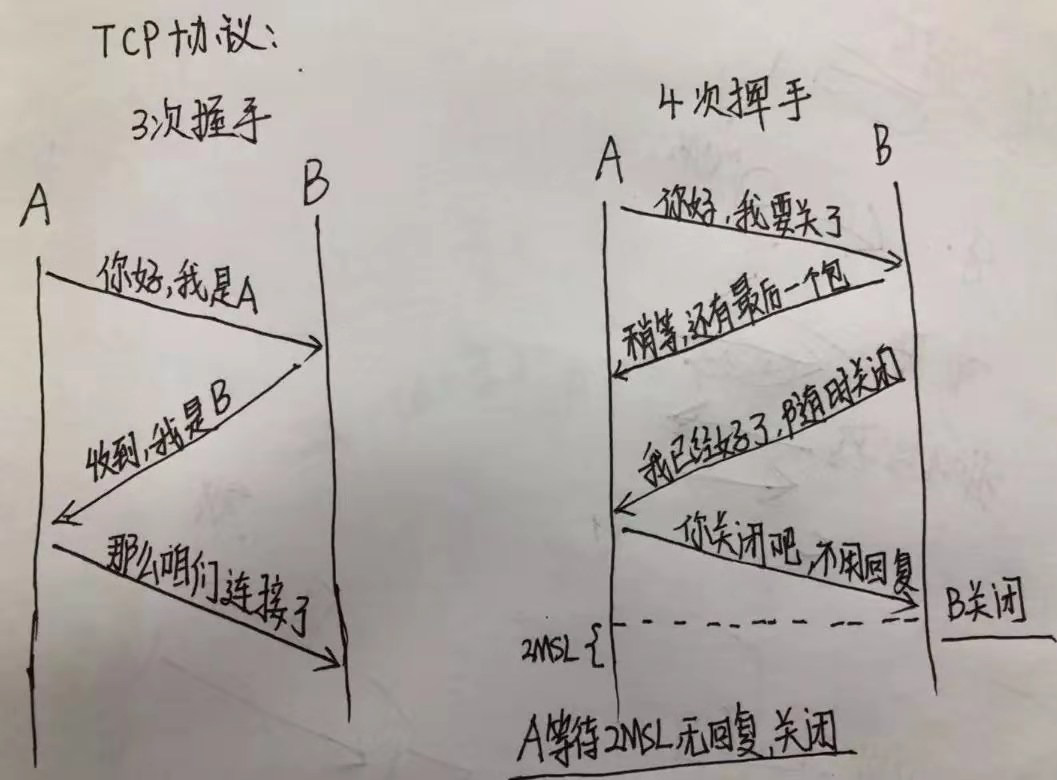 TCP协议:
3次握手
A
B
你好,我是A
收到,我是B
那么咱们连接了
4次挥手
A
B
你好,我要关了
稍等,还有最后一个包
我已经好了,随时关闭
你关闭吧,不用回复
B关闭
2MSL{
A等待2MSL无回复,关闭